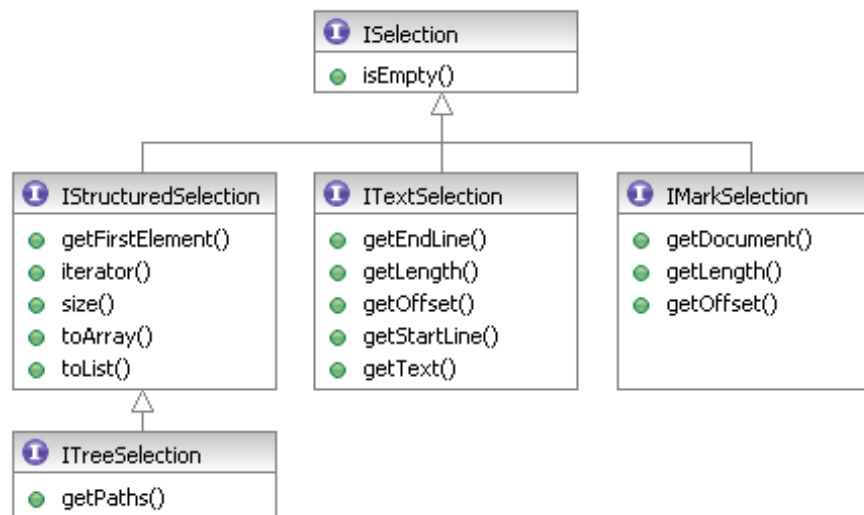 ISelection
isEmpty()
IStructuredSelection
getFirstElement()
iterator()
size()
toArray()
toList()
ITextSelection
getEndLine()
getLength()
getOffset()
getStartLine()
getText()
IMarkSelection
getDocument()
getLength()
getOffset()
ITreeSelection
getPaths()